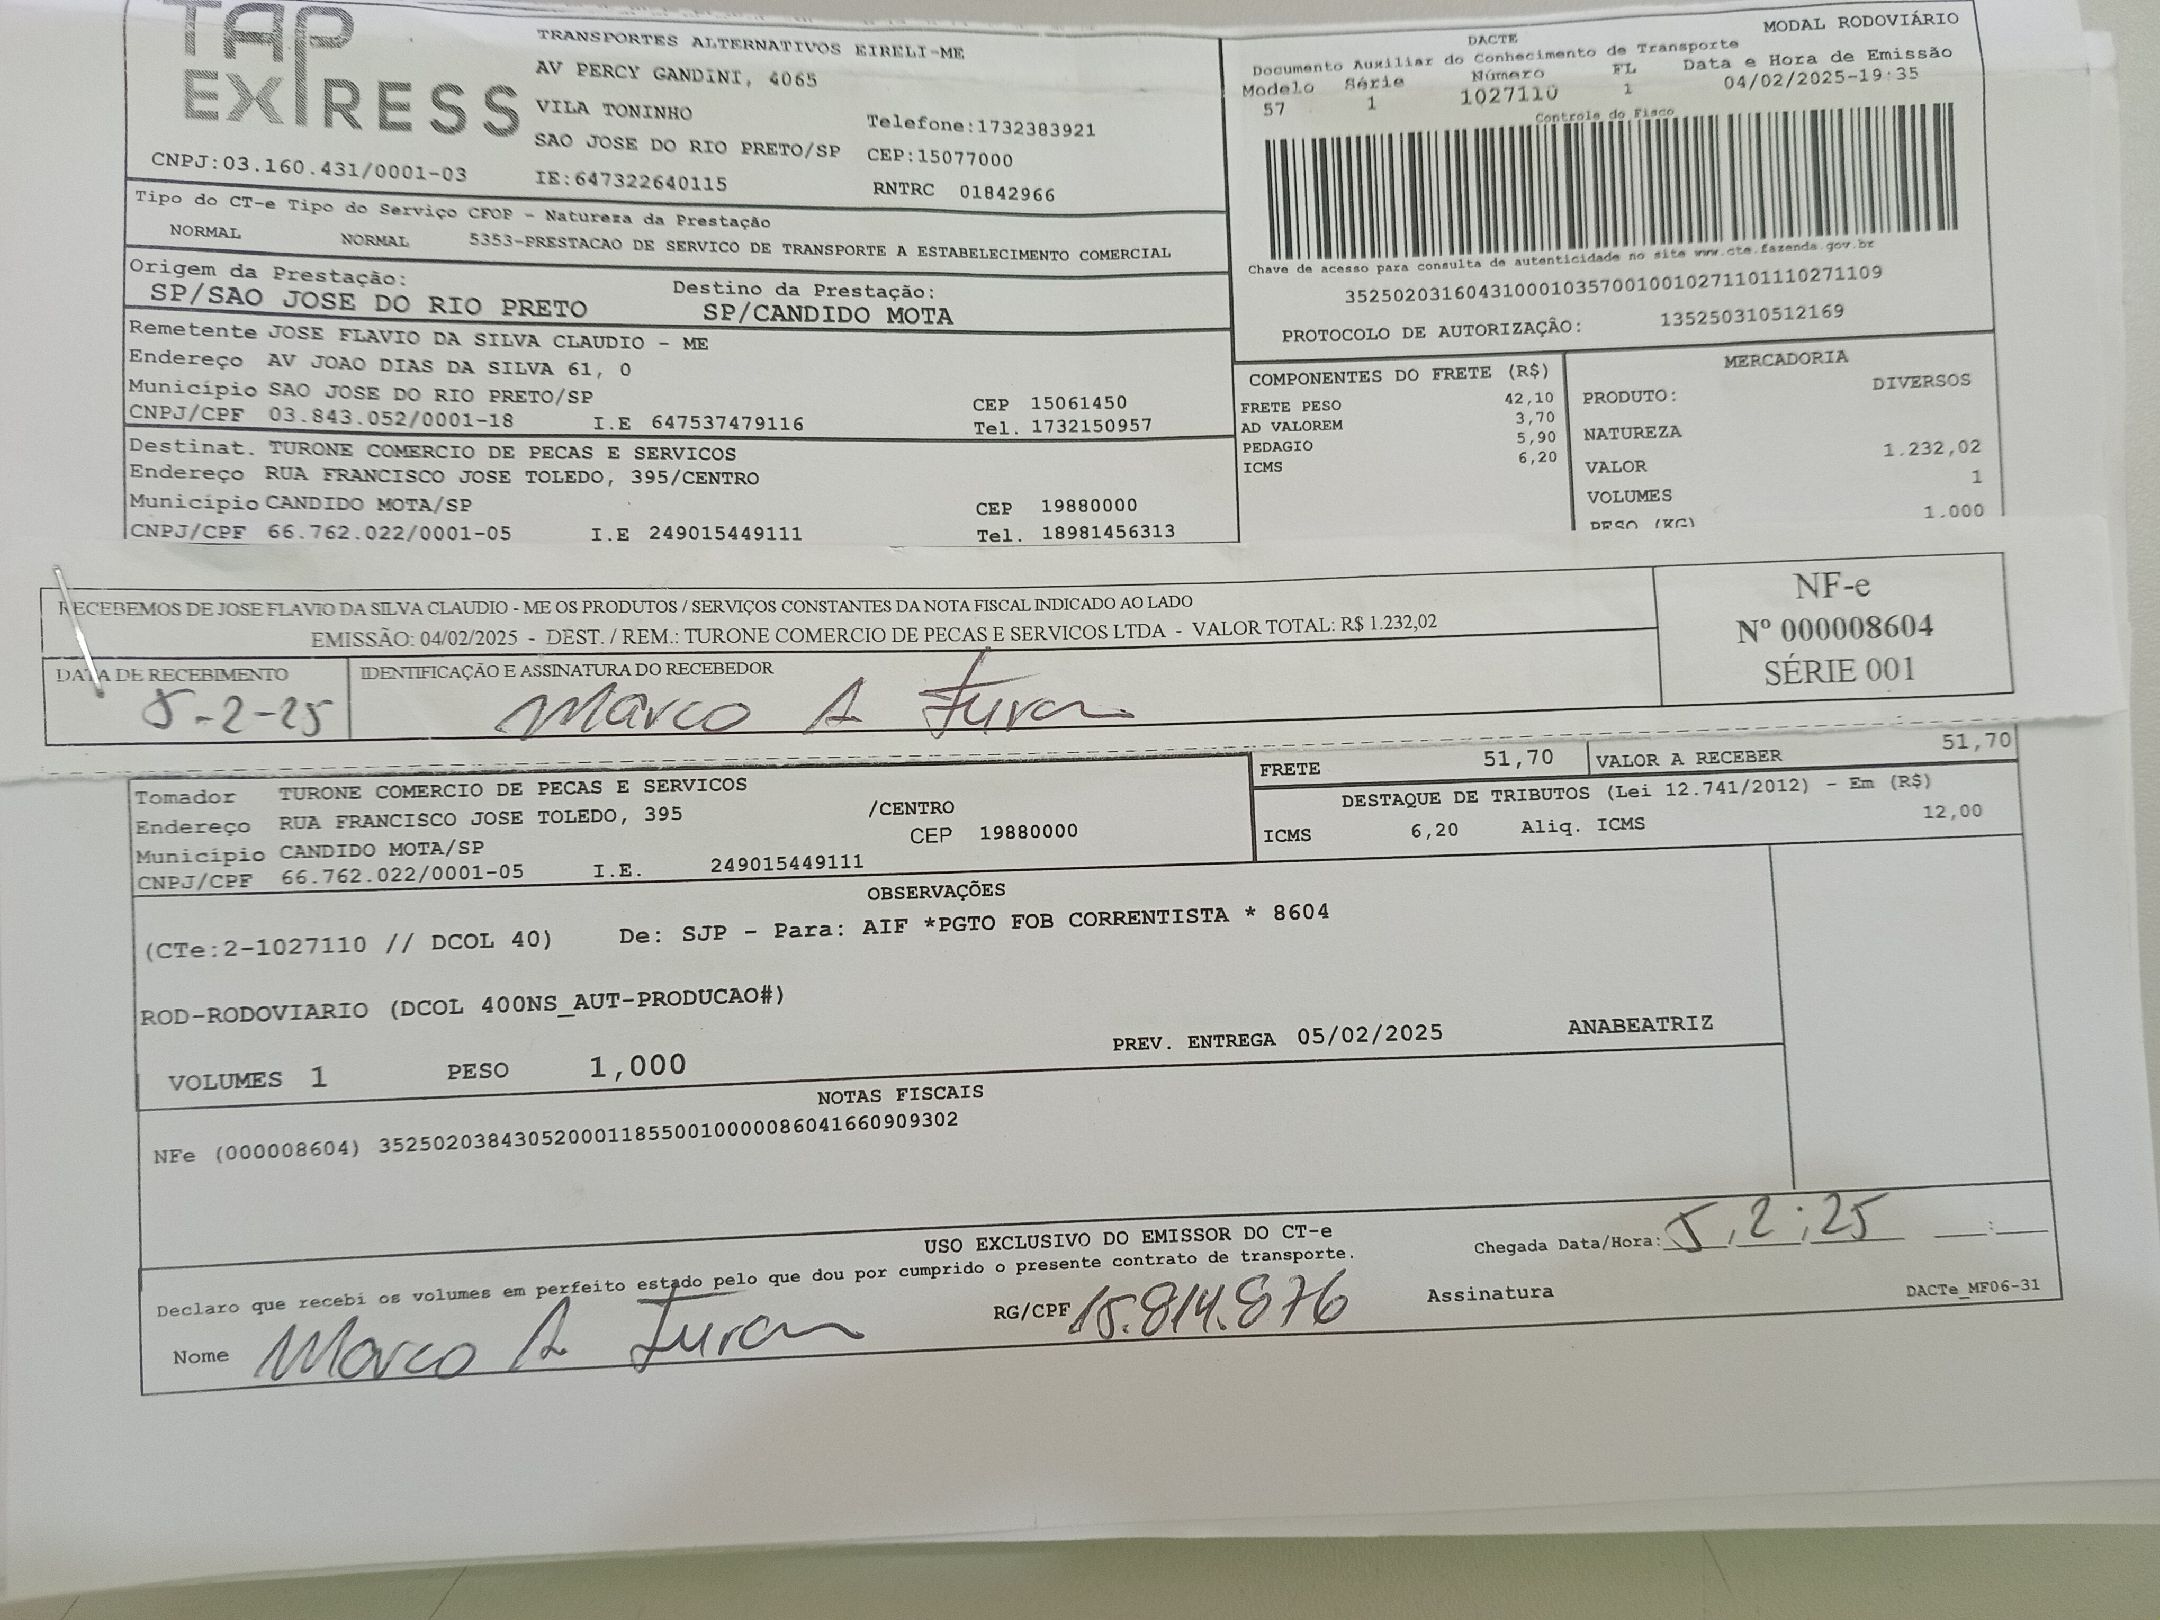 TAP
EXPRESS
TRANSPORTES ALTERNATIVOS EIRELI-ME
AV PERCY GANDINI, 4065
VILA TONINHO
Telefone:1732383921
SAO JOSE DO RIO PRETO/SP CEP:15077000
CNPJ:03.160.431/0001-03 IE:647322640115 RNTRC 01842966
MODAL RODOVIÁRIO
DACTE
Documento Auxiliar do Conhecimento de Transporte
Modelo Série Número FL Data e Hora de Emissão
57 1 1027110 1 04/02/2025-19:35
Controle do Fisco
Chave de acesso para consulta de autenticidade no site www.cte.fazenda.gov.br
35250203160431000103570010010271101110271109
PROTOCOLO DE AUTORIZAÇÃO: 135250310512169
Tipo do CT-e Tipo do Serviço CFOP - Natureza da Prestação
NORMAL NORMAL 5353-PRESTACAO DE SERVICO DE TRANSPORTE A ESTABELECIMENTO COMERCIAL
Origem da Prestação: Destino da Prestação:
SP/SAO JOSE DO RIO PRETO SP/CANDIDO MOTA
Remetente JOSE FLAVIO DA SILVA CLAUDIO - ME
Endereço AV JOAO DIAS DA SILVA 61, 0
Município SAO JOSE DO RIO PRETO/SP CEP 15061450
CNPJ/CPF 03.843.052/0001-18 I.E 647537479116 Tel. 1732150957
Destinat. TURONE COMERCIO DE PECAS E SERVICOS
Endereço RUA FRANCISCO JOSE TOLEDO, 395/CENTRO
Município CANDIDO MOTA/SP CEP 19880000
CNPJ/CPF 66.762.022/0001-05 I.E 249015449111 Tel. 18981456313
COMPONENTES DO FRETE (R$)
FRETE PESO 42,10
AD VALOREM 3,70
PEDAGIO 5,90
ICMS 6,20
MERCADORIA
PRODUTO: DIVERSOS
NATUREZA
VALOR 1.232,02
VOLUMES 1
PESO (KG) 1.000
RECEBEMOS DE JOSE FLAVIO DA SILVA CLAUDIO - ME OS PRODUTOS / SERVIÇOS CONSTANTES DA NOTA FISCAL INDICADO AO LADO
EMISSÃO: 04/02/2025 - DEST. / REM.: TURONE COMERCIO DE PECAS E SERVICOS LTDA - VALOR TOTAL: R$ 1.232,02
DATA DE RECEBIMENTO IDENTIFICAÇÃO E ASSINATURA DO RECEBEDOR
5-2-25 Marco A
NF-e
Nº 000008604
SÉRIE 001
Tomador TURONE COMERCIO DE PECAS E SERVICOS
Endereço RUA FRANCISCO JOSE TOLEDO, 395 /CENTRO
Município CANDIDO MOTA/SP CEP 19880000
CNPJ/CPF 66.762.022/0001-05 I.E. 249015449111
FRETE 51,70 VALOR A RECEBER 51,70
DESTAQUE DE TRIBUTOS (Lei 12.741/2012) - Em (R$)
ICMS 6,20 Aliq. ICMS 12,00
OBSERVAÇÕES
(CTe:2-1027110 // DCOL 40) De: SJP - Para: AIF *PGTO FOB CORRENTISTA * 8604
ROD-RODOVIARIO (DCOL 400NS_AUT-PRODUCAO#)
VOLUMES 1 PESO 1,000 PREV. ENTREGA 05/02/2025 ANABEATRIZ
NOTAS FISCAIS
NFe (000008604) 35250203843052000118550010000086041660909302
USO EXCLUSIVO DO EMISSOR DO CT-e
Declaro que recebi os volumes em perfeito estado pelo que dou por cumprido o presente contrato de transporte.
Chegada Data/Hora: 5,2,25 :
Nome Marco A RG/CPF 15.814.876 Assinatura
DACTe_MF06-31